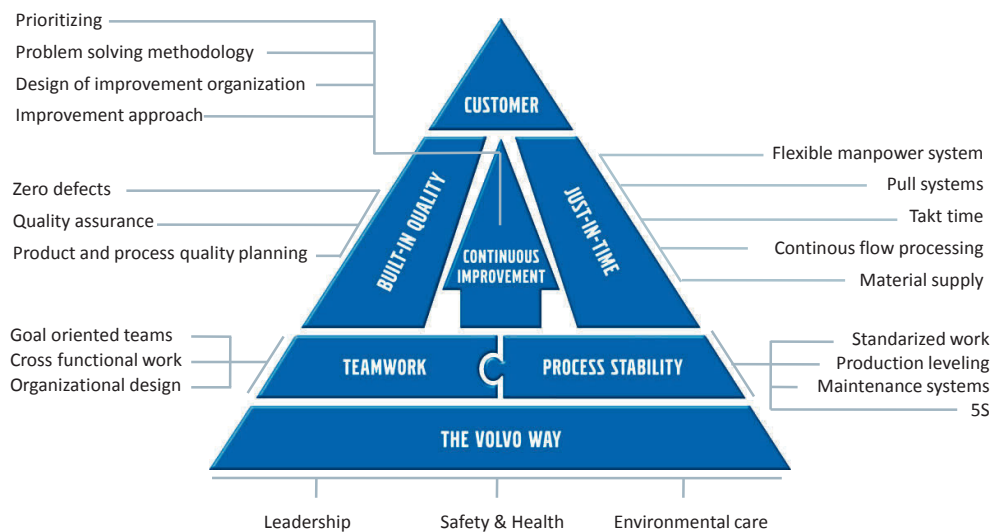 Prioritizing
Problem solving methodology
Design of improvement organization
Improvement approach
CUSTOMER
Zero defects
Quality assurance
Product and process quality planning
BUILT-IN QUALITY
CONTINUOUS
IMPROVEMENT
JUST-IN-TIME
Flexible manpower system
Pull systems
Takt time
Continous flow processing
Material supply
Goal oriented teams
Cross functional work
Organizational design
TEAMWORK
PROCESS STABILITY
Standarized work
Production leveling
Maintenance systems
5S
THE VOLVO WAY
Leadership
Safety & Health
Environmental care